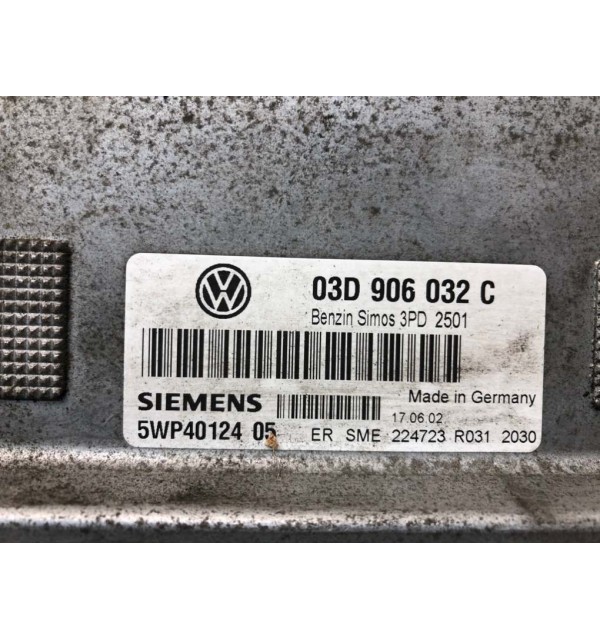 03D 906 032 C
Benzin Simos 3PD 2501
Made in Germany
SIEMENS
17.06.02
5WP40124 05 ER SME 224723 R031 2030